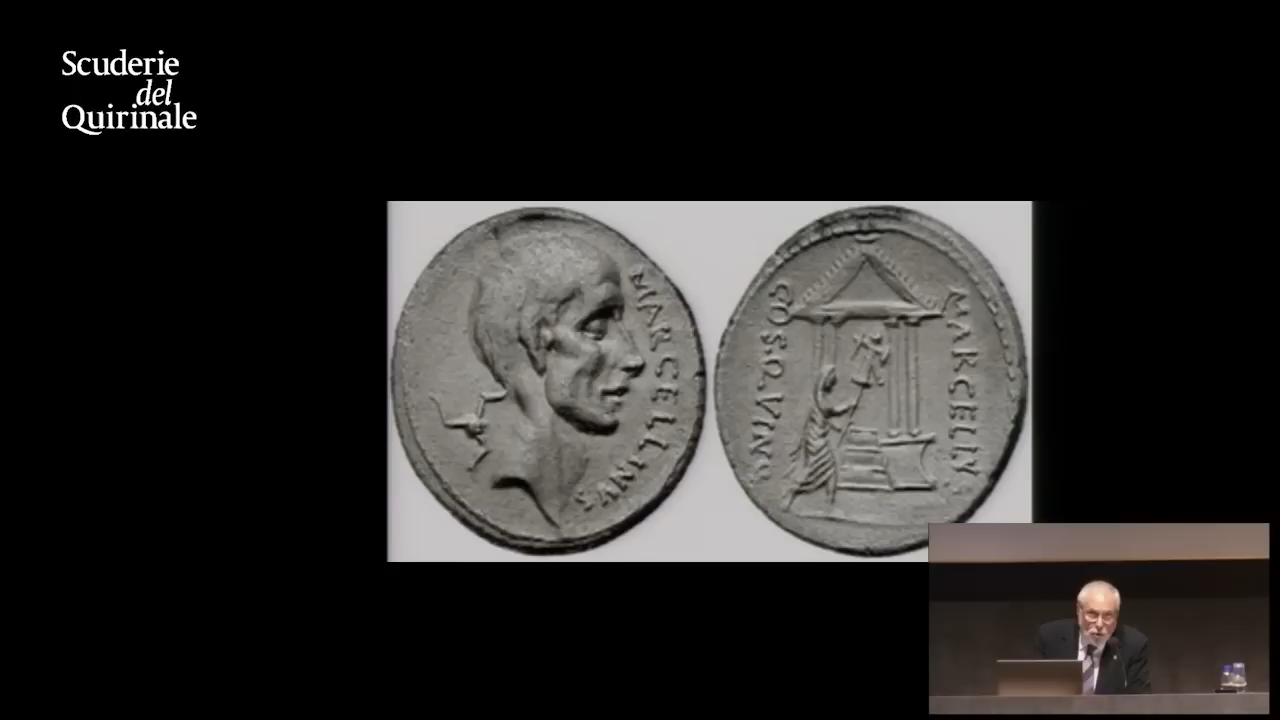 Scuderie
del
Quirinale
MARCELLINVS
MARCELLVS
COS·QVINQ